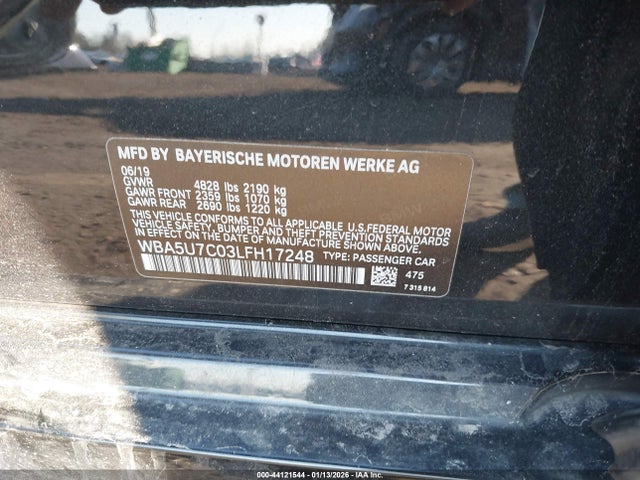 MFD BY BAYERISCHE MOTOREN WERKE AG
06/19
GVWR 4828 lbs 2190 kg
GAWR FRONT 2359 lbs 1070 kg
GAWR REAR 2690 lbs 1220 kg
THIS VEHICLE CONFORMS TO ALL APPLICABLE U.S.FEDERAL MOTOR
VEHICLE SAFETY, BUMPER AND THEFT PREVENTION STANDARDS
IN EFFECT ON THE DATE OF MANUFACTURE SHOWN ABOVE.
WBA5U7C03LFH17248 TYPE: PASSENGER CAR
475
7 315 814
000-44121544 | 01/13/2026 | IAA Inc.